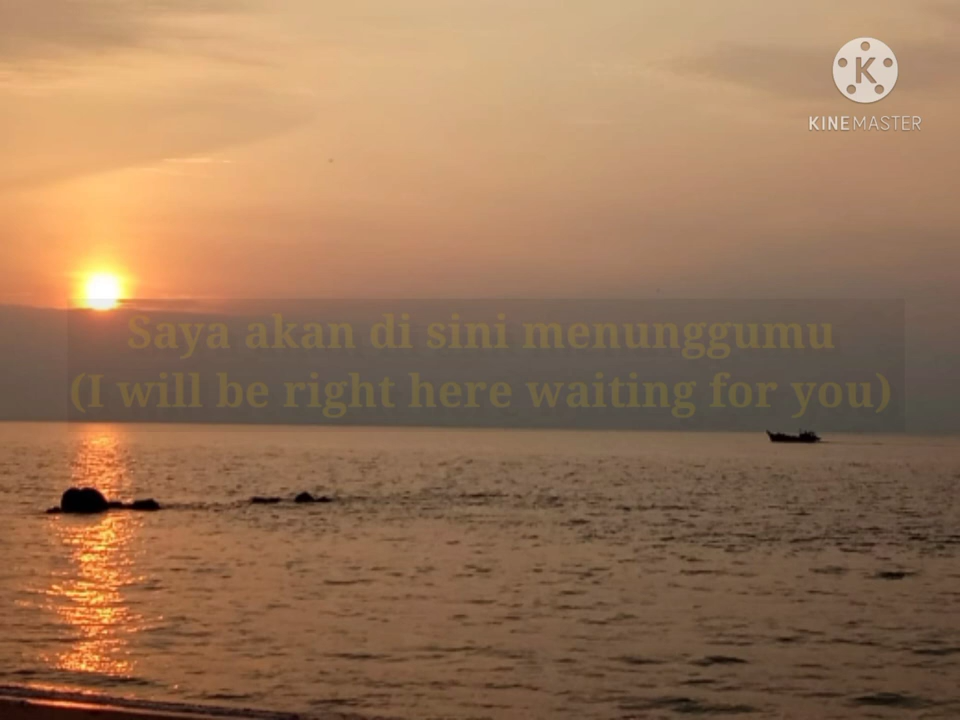 K
KINEMASTER
Saya akan di sini menunggumu
(I will be right here waiting for you)